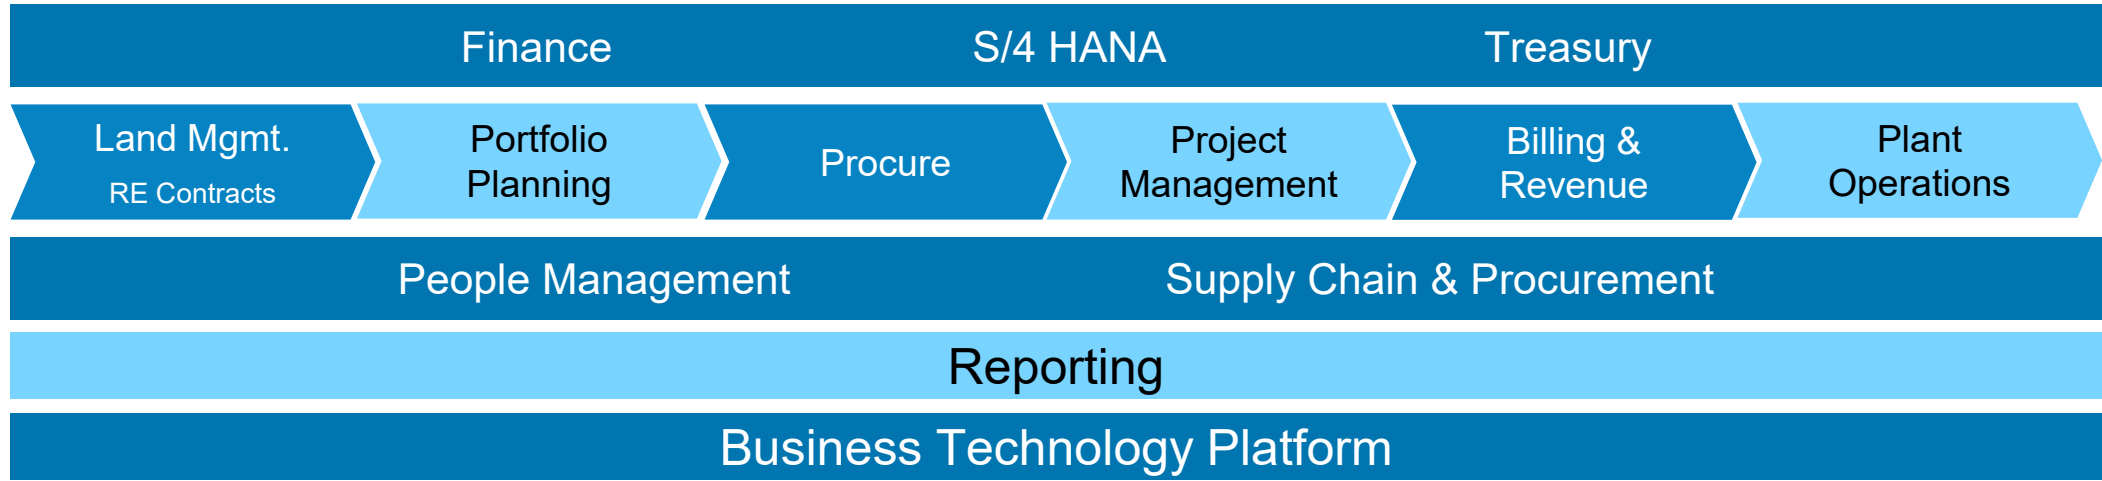 Finance S/4 HANA Treasury
Land Mgmt.
RE Contracts
Portfolio
Planning
Procure
Project
Management
Billing &
Revenue
Plant
Operations
People Management Supply Chain & Procurement
Reporting
Business Technology Platform